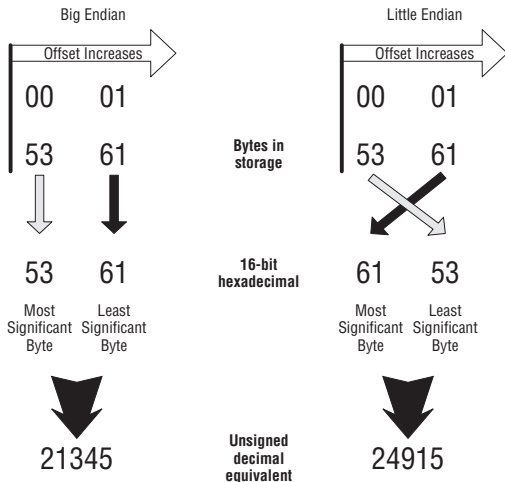 Big Endian
Little Endian
Offset Increases
Offset Increases
00 01
00 01
Bytes in
storage
53 61
53 61
16-bit
hexadecimal
53 61
61 53
Most
Significant
Byte
Least
Significant
Byte
Most
Significant
Byte
Least
Significant
Byte
Unsigned
decimal
equivalent
21345
24915